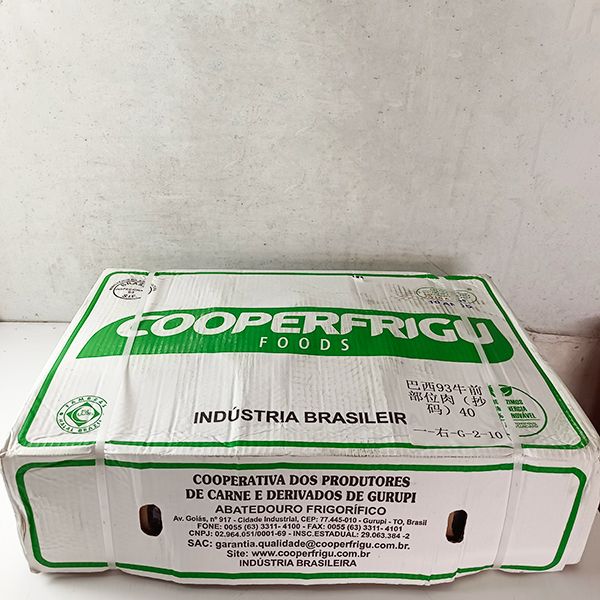 COOPERFRIGU
FOODS
巴西93牛前
部位肉（抄
码）40
一-右-G-2-10
INDÚSTRIA BRASILEIR
COOPERATIVA DOS PRODUTORES
DE CARNE E DERIVADOS DE GURUPI
ABATEDOURO FRIGORÍFICO
Av. Goiás, nº 917 - Cidade Industrial, CEP: 77.445-010 - Gurupi - TO, Brasil
FONE: 0055 (63) 3311- 4100 - FAX: 0055 (63) 3311- 4101
CNPJ: 02.964.051/0001-69 - INSC.ESTADUAL: 29.063.384 -2
SAC: garantia.qualidade@cooperfrigu.com.br.
Site: www.cooperfrigu.com.br
INDÚSTRIA BRASILEIRA